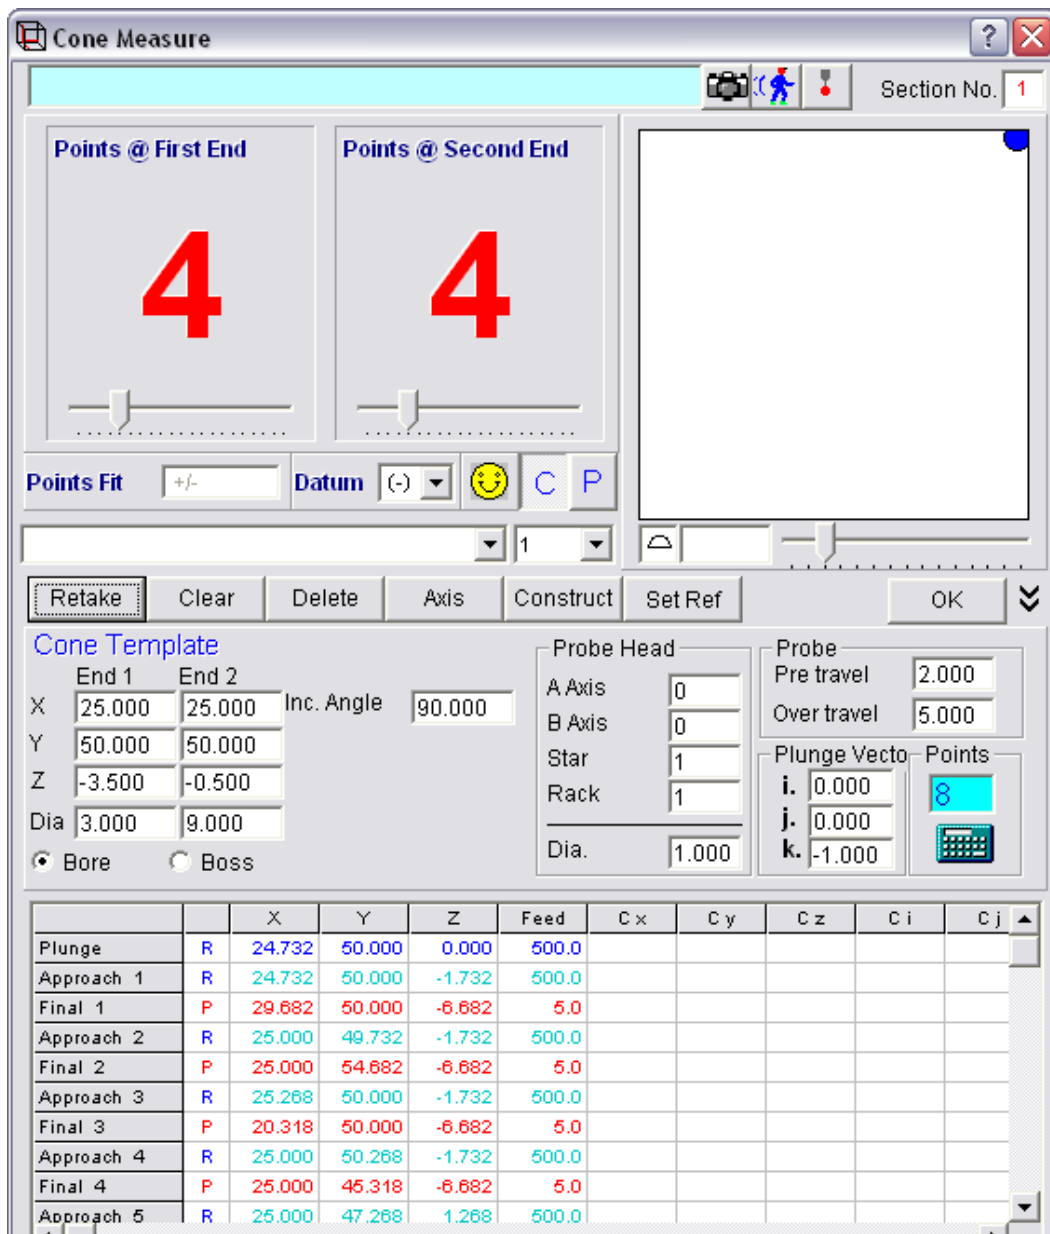 Cone Measure
Section No. 1
Points @ First End Points @ Second End
4 4
Points Fit +/- Datum (-) C P
1
Retake Clear Delete Axis Construct Set Ref OK
Cone Template
End 1 End 2
X 25.000 25.000 Inc. Angle 90.000
Y 50.000 50.000
Z -3.500 -0.500
Dia 3.000 9.000
Bore Boss
Probe Head
A Axis 0
B Axis 0
Star 1
Rack 1
Dia. 1.000
Probe
Pre travel 2.000
Over travel 5.000
Plunge Vecto
i. 0.000
j. 0.000
k. -1.000
Points
8
X Y Z Feed C x C y C z C i C j
Plunge R 24.732 50.000 0.000 500.0
Approach 1 R 24.732 50.000 -1.732 500.0
Final 1 P 29.682 50.000 -6.682 5.0
Approach 2 R 25.000 49.732 -1.732 500.0
Final 2 P 25.000 54.682 -6.682 5.0
Approach 3 R 25.268 50.000 -1.732 500.0
Final 3 P 20.318 50.000 -6.682 5.0
Approach 4 R 25.000 50.268 -1.732 500.0
Final 4 P 25.000 45.318 -6.682 5.0
Approach 5 R 25.000 47.268 1.268 500.0